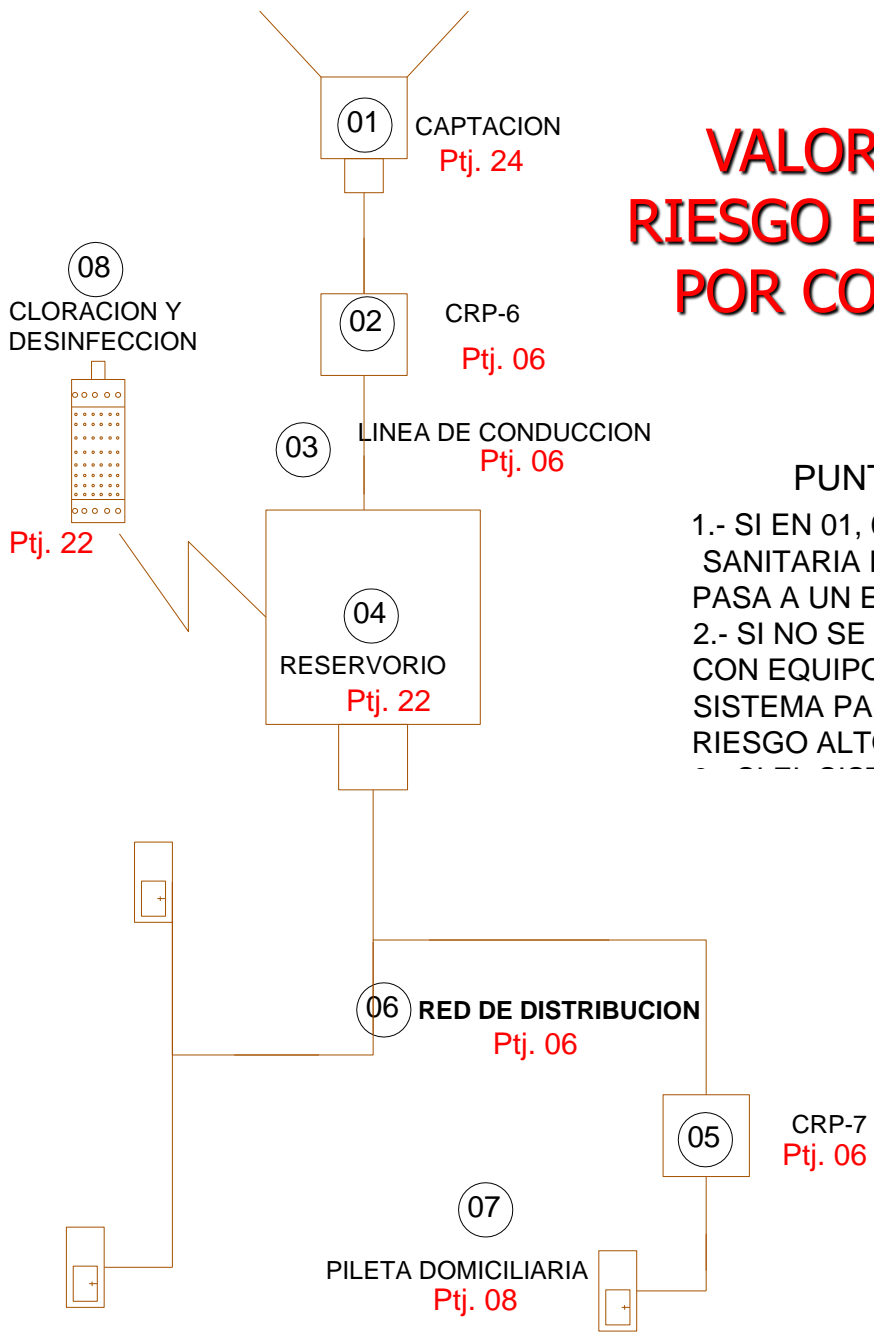 01
CAPTACION
Ptj. 24
08
CLORACION Y
DESINFECCION
Ptj. 22
02
CRP-6
Ptj. 06
03
LINEA DE CONDUCCION
Ptj. 06
04
RESERVORIO
Ptj. 22
06
RED DE DISTRIBUCION
Ptj. 06
05
CRP-7
Ptj. 06
07
PILETA DOMICILIARIA
Ptj. 08
VALOR
RIESGO E
POR CO
PUNT
1.- SI EN 01,
SANITARIA
PASA A UN E
2.- SI NO SE
CON EQUIPO
SISTEMA PA
RIESGO ALTO